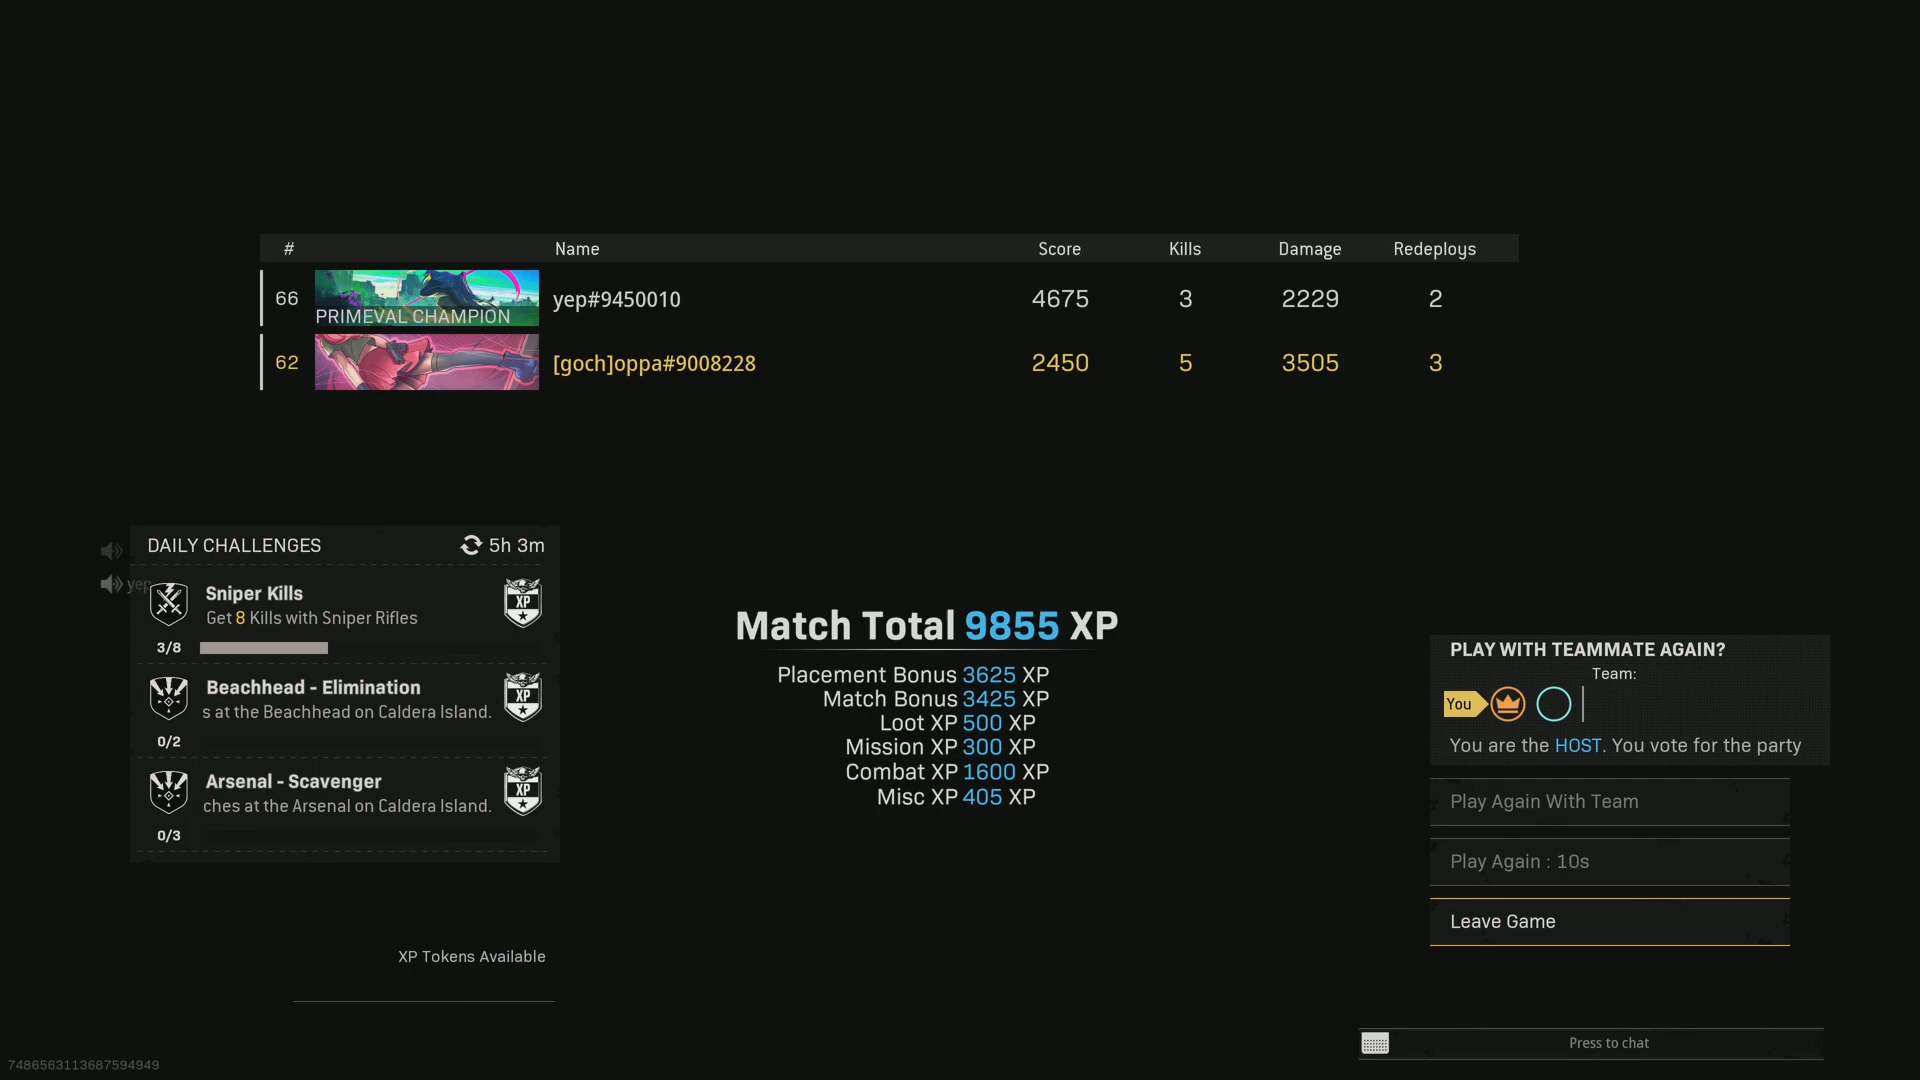 # Name Score Kills Damage Redeploys
66 PRIMEVAL CHAMPION yep#9450010 4675 3 2229 2
62 [goch]oppa#9008228 2450 5 3505 3
DAILY CHALLENGES 5h 3m
yep
Sniper Kills
Get 8 Kills with Sniper Rifles
XP
3/8
Beachhead - Elimination
s at the Beachhead on Caldera Island.
XP
0/2
Arsenal - Scavenger
ches at the Arsenal on Caldera Island.
XP
0/3
XP Tokens Available
Match Total 9855 XP
Placement Bonus 3625 XP
Match Bonus 3425 XP
Loot XP 500 XP
Mission XP 300 XP
Combat XP 1600 XP
Misc XP 405 XP
PLAY WITH TEAMMATE AGAIN?
Team:
You
You are the HOST. You vote for the party
Play Again With Team
Play Again : 10s
Leave Game
Press to chat
7486563113687594949